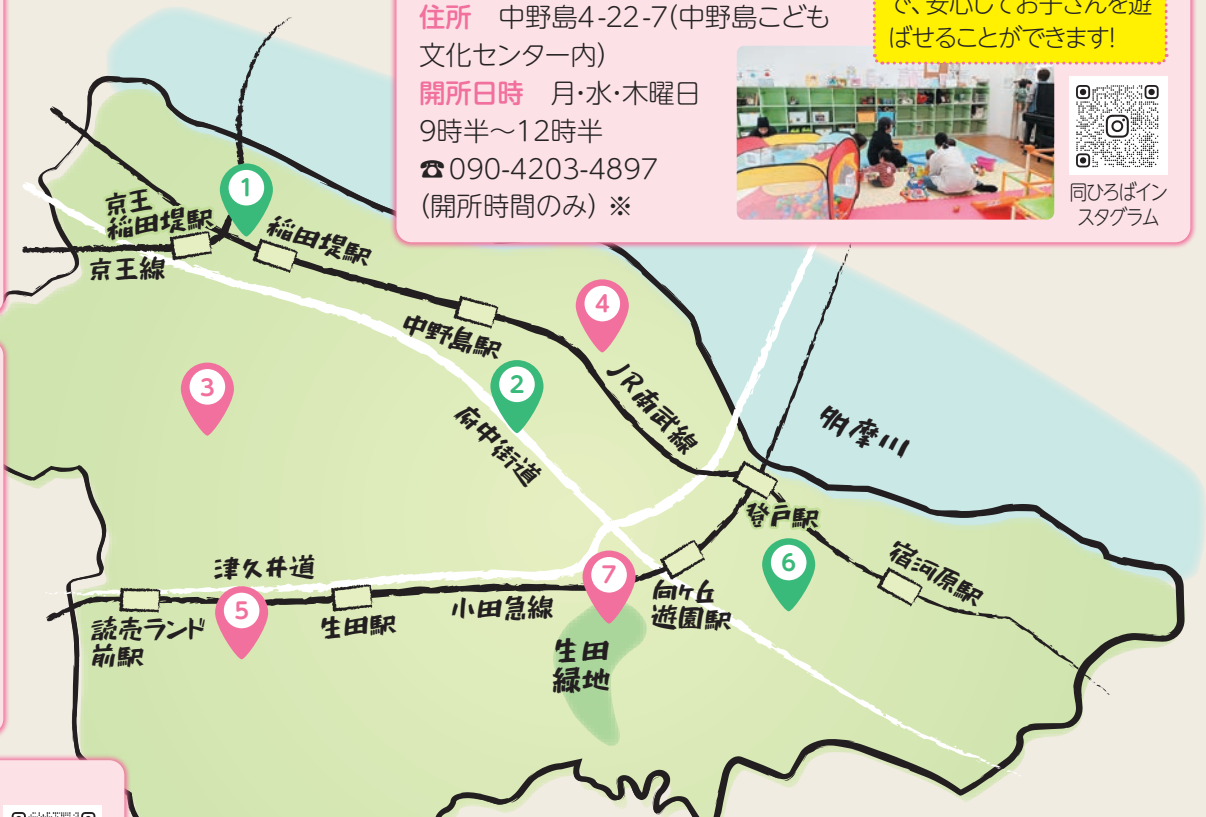 住所　中野島4-22-7(中野島こども
文化センター内)
開所日時　月・水・木曜日
9時半～12時半
☎090-4203-4897
(開所時間のみ) ※
で、安心してお子さんを遊
ばせることができます!
同ひろばイン
スタグラム
1
京王
稲田堤駅
稲田堤駅
京王線
4
中野島駅
3
2
JR南武線
府中街道
多摩川
登戸駅
6
宿河原駅
津久井道
7
5
読売ランド
前駅
生田駅
小田急線
向ヶ丘
遊園駅
生田
緑地